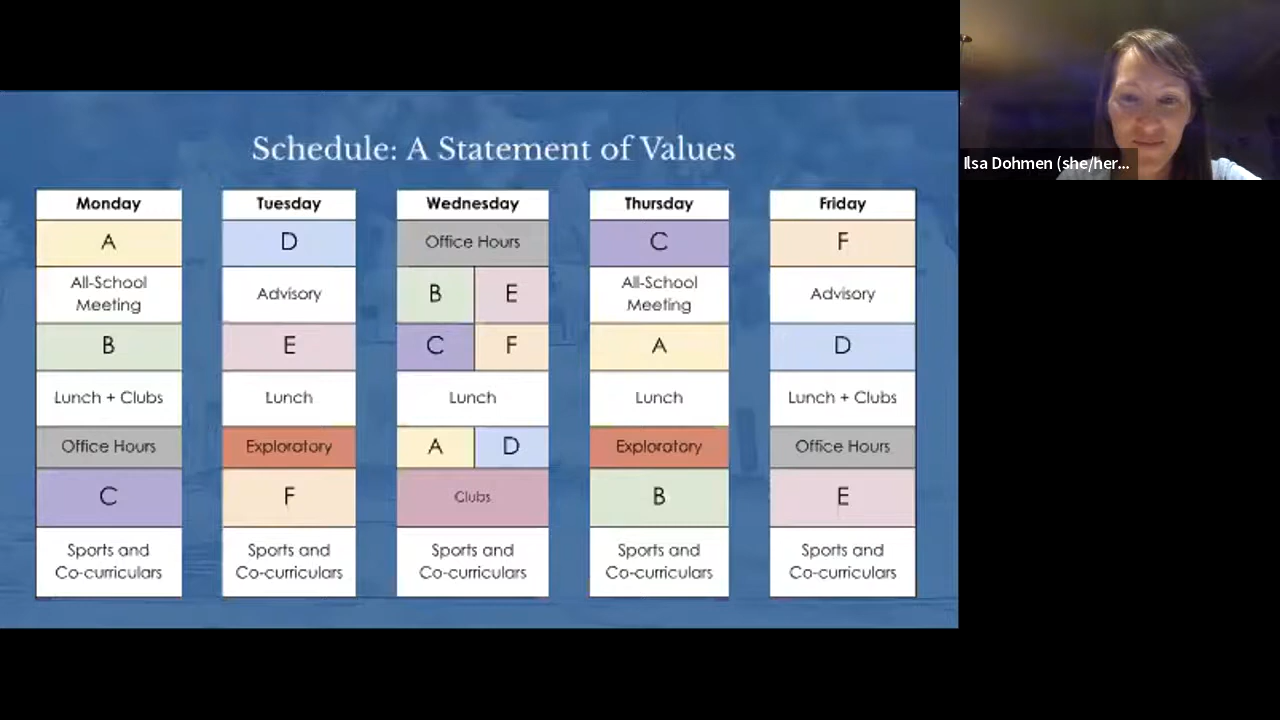 Schedule: A Statement of Values
Monday
A
All-School
Meeting
B
Lunch + Clubs
Office Hours
C
Sports and
Co-curriculars
Tuesday
D
Advisory
E
Lunch
Exploratory
F
Sports and
Co-curriculars
Wednesday
Office Hours
B E
C F
Lunch
A D
Clubs
Sports and
Co-curriculars
Thursday
C
All-School
Meeting
A
Lunch
Exploratory
B
Sports and
Co-curriculars
Friday
F
Advisory
D
Lunch + Clubs
Office Hours
E
Sports and
Co-curriculars
Ilsa Dohmen (she/her...